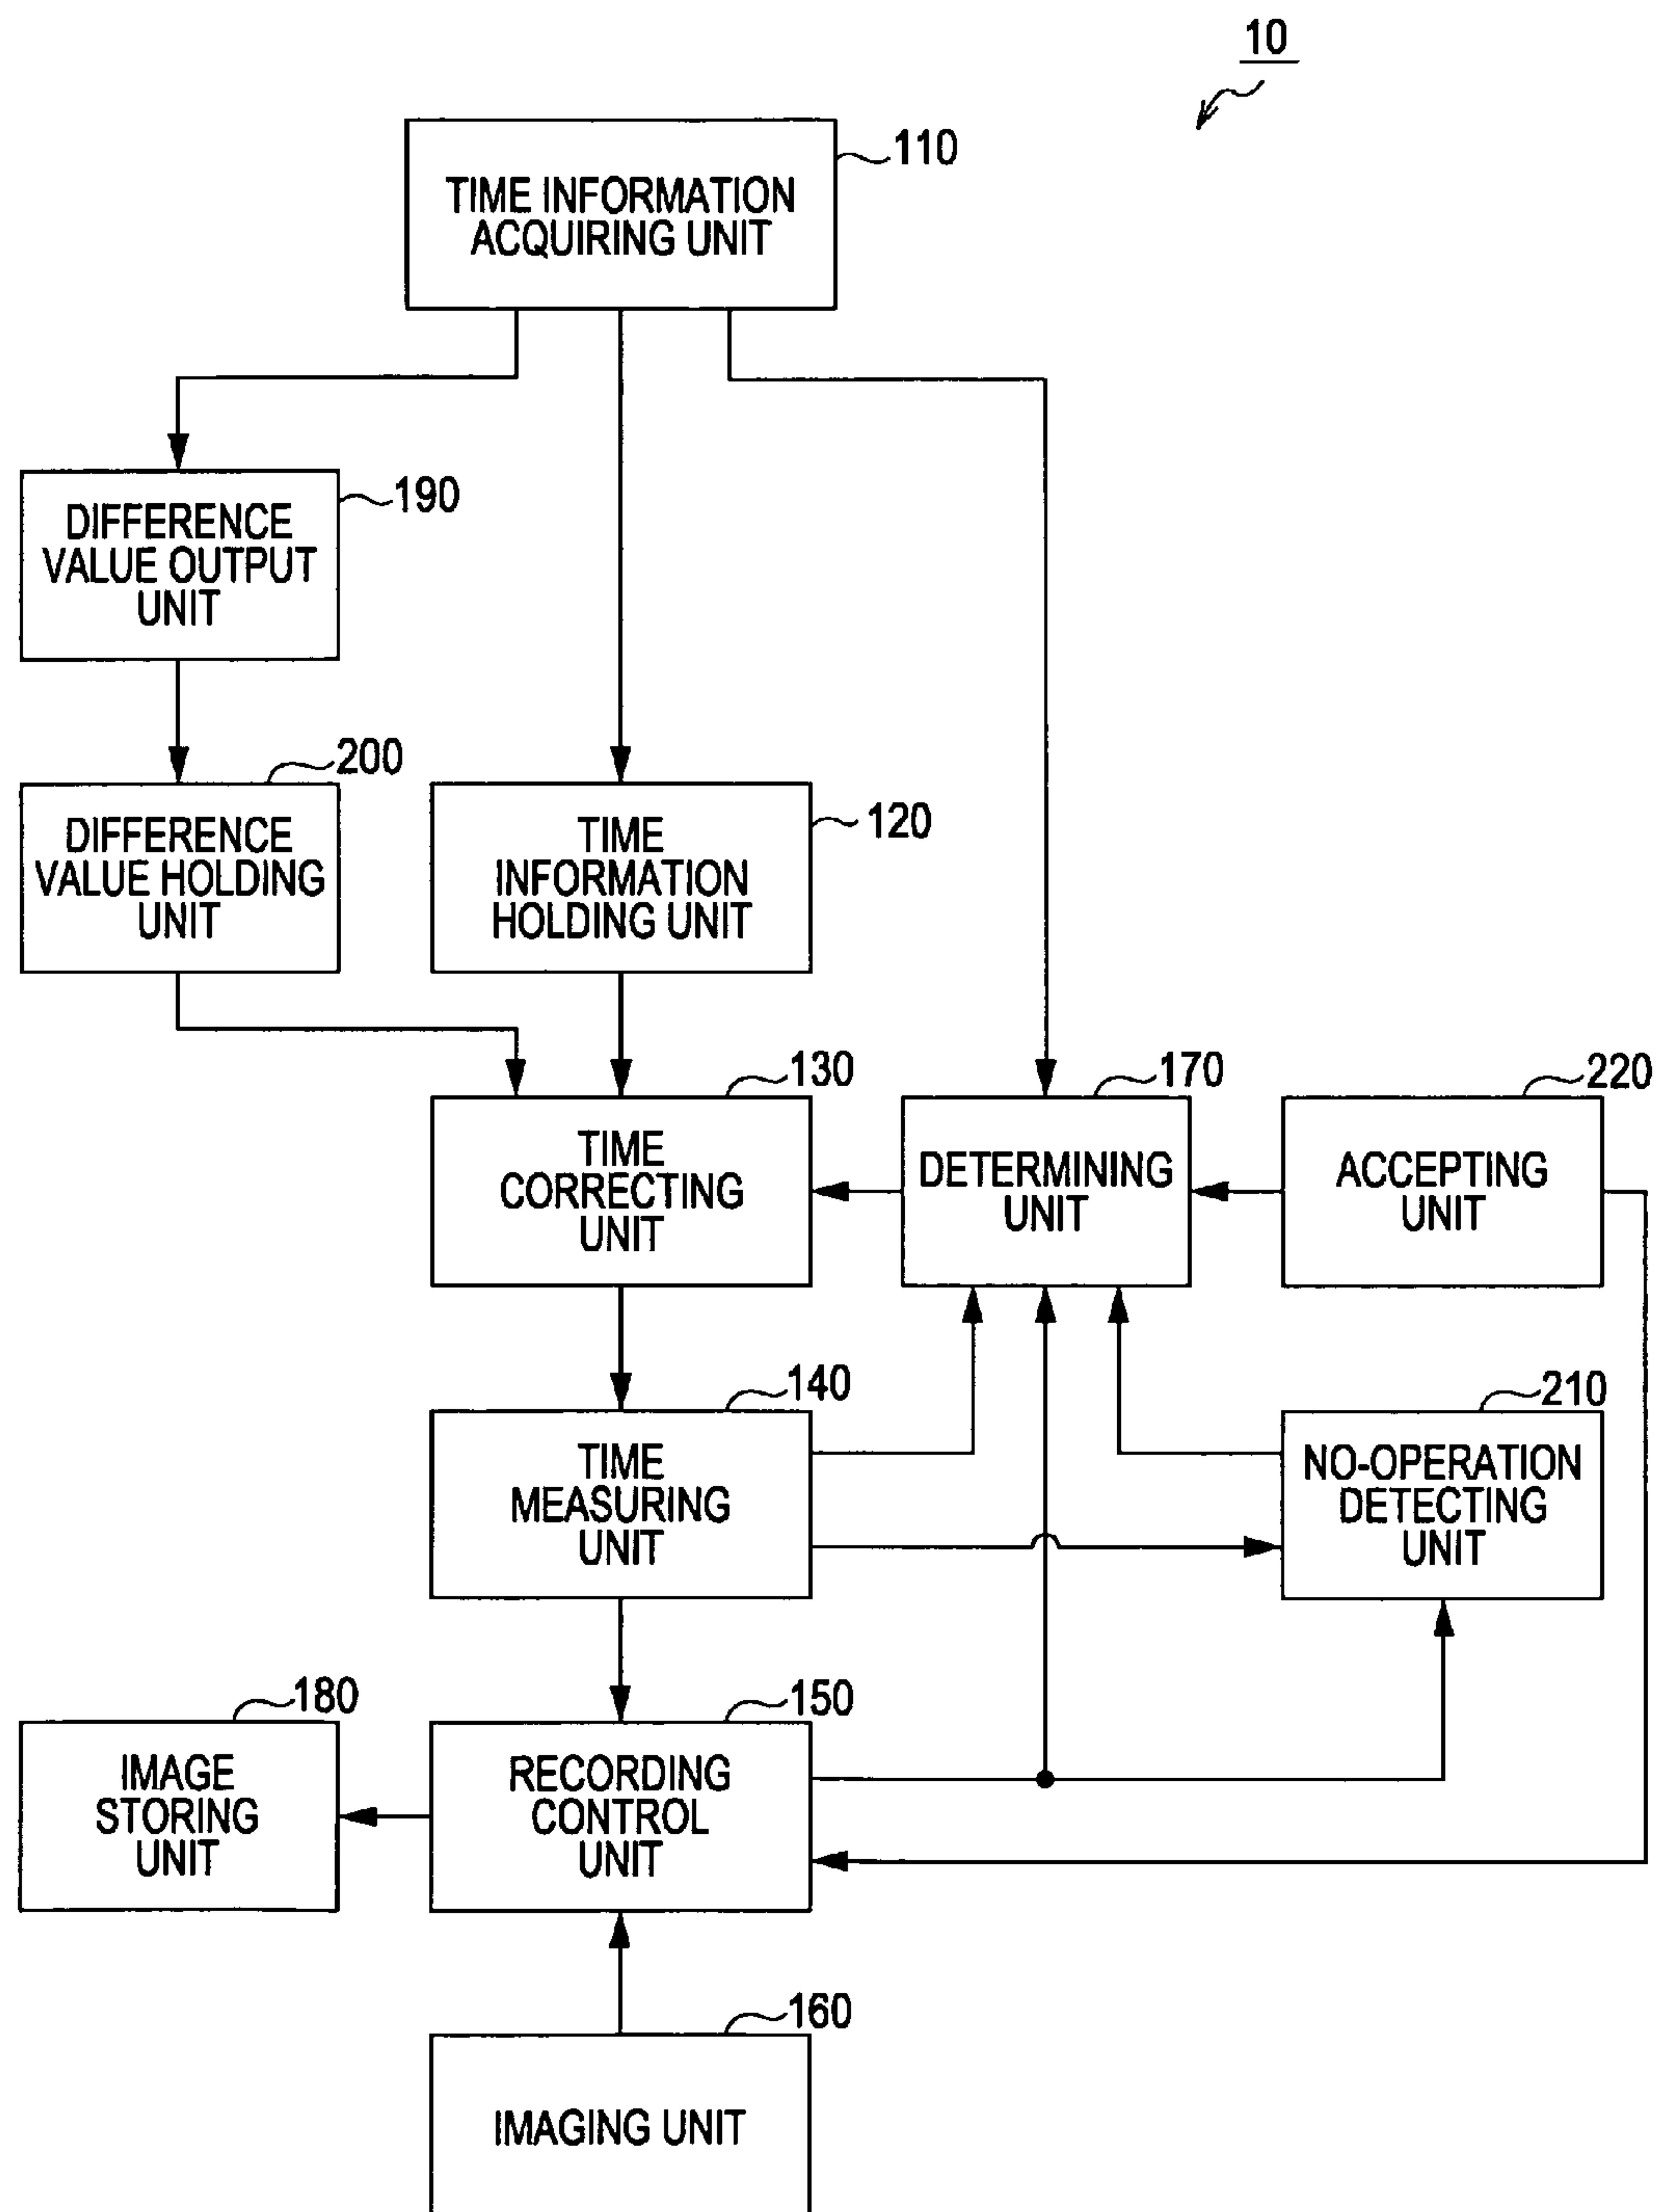 10
110
TIME INFORMATION
ACQUIRING UNIT
190
DIFFERENCE
VALUE OUTPUT
UNIT
200
DIFFERENCE
VALUE HOLDING
UNIT
120
TIME
INFORMATION
HOLDING UNIT
130
TIME
CORRECTING
UNIT
170
DETERMINING
UNIT
220
ACCEPTING
UNIT
140
TIME
MEASURING
UNIT
210
NO-OPERATION
DETECTING
UNIT
180
IMAGE
STORING
UNIT
150
RECORDING
CONTROL
UNIT
160
IMAGING UNIT